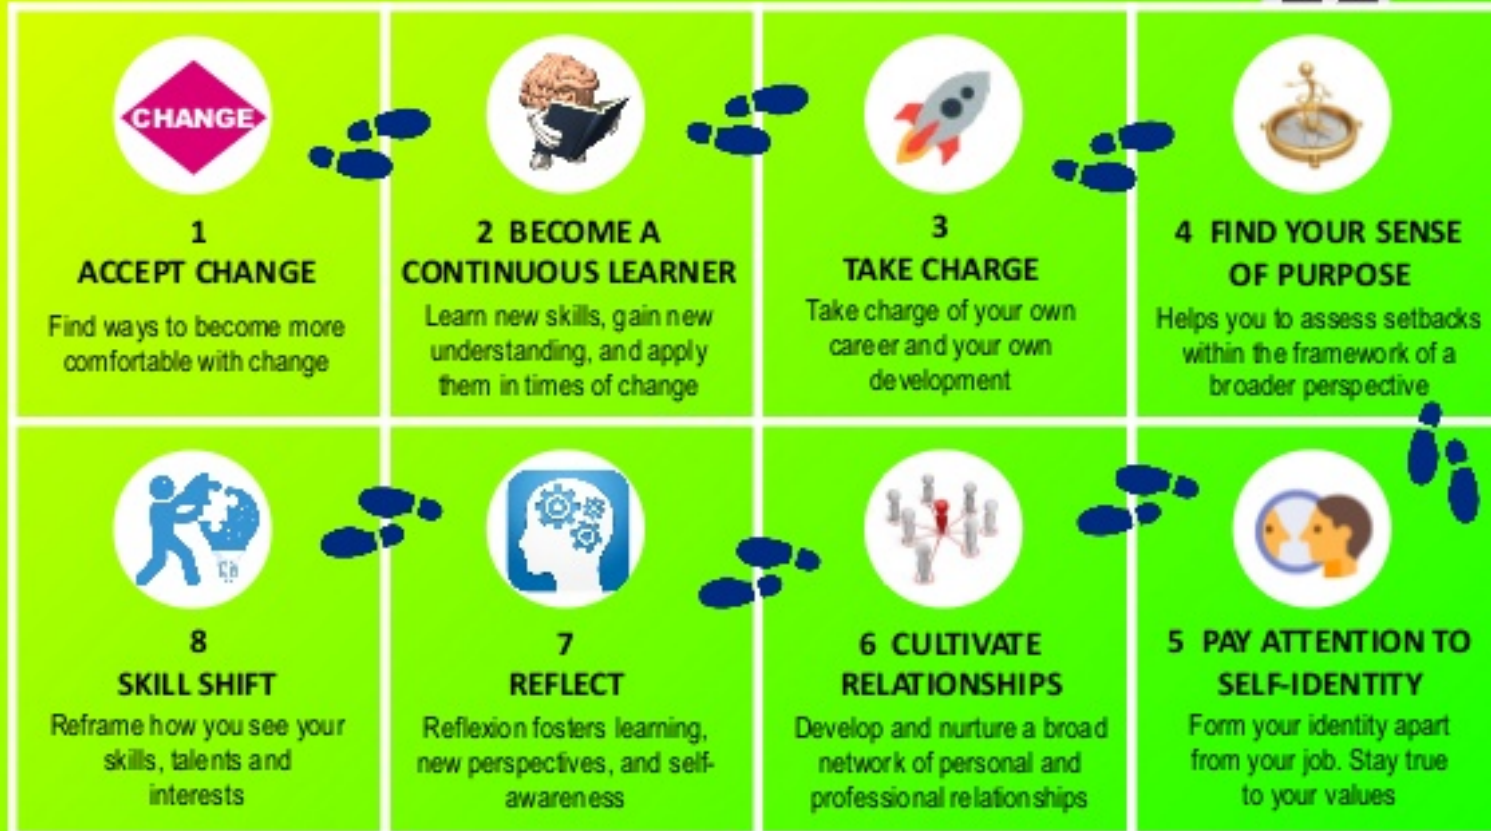 CHANGE
1
ACCEPT CHANGE
Find ways to become more
comfortable with change
2 BECOME A
CONTINUOUS LEARNER
Learn new skills, gain new
understanding, and apply
them in times of change
3
TAKE CHARGE
Take charge of your own
career and your own
development
4 FIND YOUR SENSE
OF PURPOSE
Helps you to assess setbacks
within the framework of a
broader perspective
5 PAY ATTENTION TO
SELF-IDENTITY
Form your identity apart
from your job. Stay true
to your values
6 CULTIVATE
RELATIONSHIPS
Develop and nurture a broad
network of personal and
professional relationships
7
REFLECT
Reflexion fosters learning,
new perspectives, and self-
awareness
8
SKILL SHIFT
Reframe how you see your
skills, talents and
interests